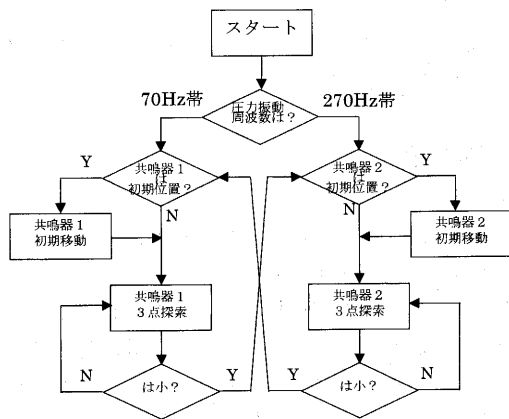 スタート
70Hz帯
270Hz帯
圧力振動
周波数は?
Y
共鳴器1
は
初期位置?
共鳴器2
は
初期位置?
Y
共鳴器1
初期移動
N
N
共鳴器2
初期移動
共鳴器1
3点探索
共鳴器2
3点探索
N
は小?
Y
Y
は小?
N